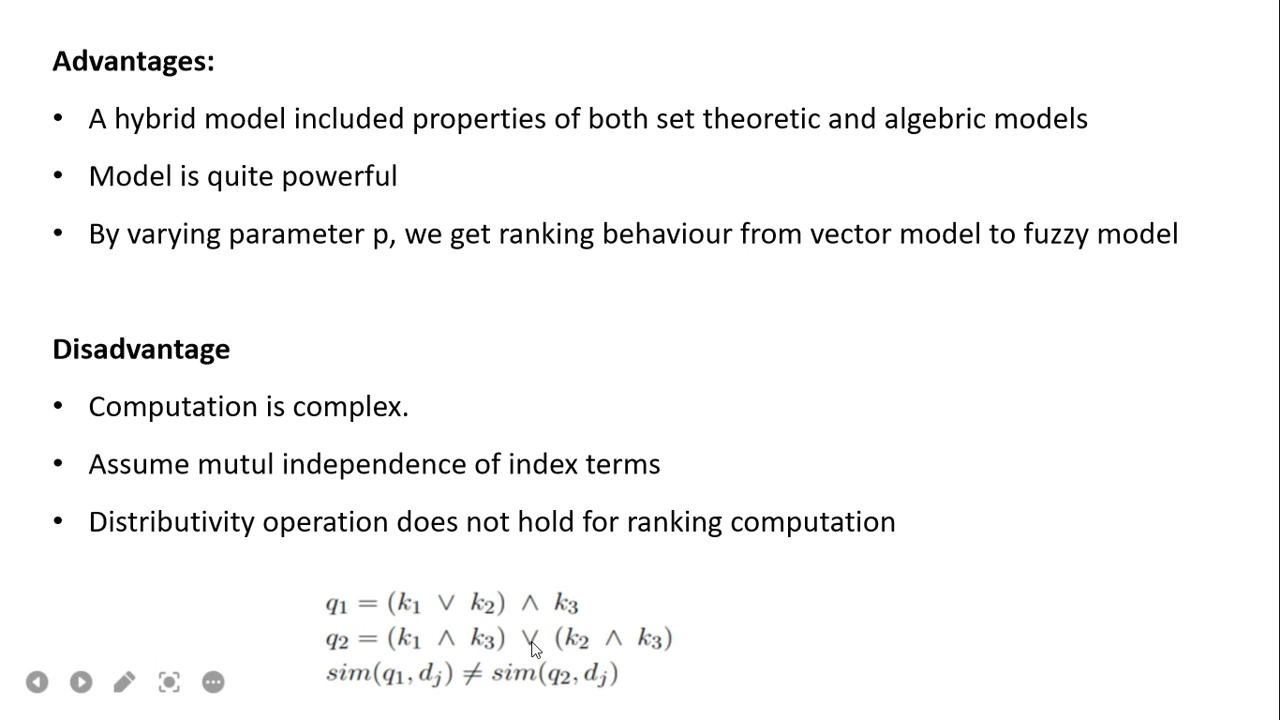 Advantages:
• A hybrid model included properties of both set theoretic and algebric models
• Model is quite powerful
• By varying parameter p, we get ranking behaviour from vector model to fuzzy model
Disadvantage
• Computation is complex.
• Assume mutul independence of index terms
• Distributivity operation does not hold for ranking computation
q₁ = (k₁ ∨ k₂) ∧ k₃
q₂ = (k₁ ∧ k₃) ∨ (k₂ ∧ k₃)
sim(q₁, dⱼ) ≠ sim(q₂, dⱼ)